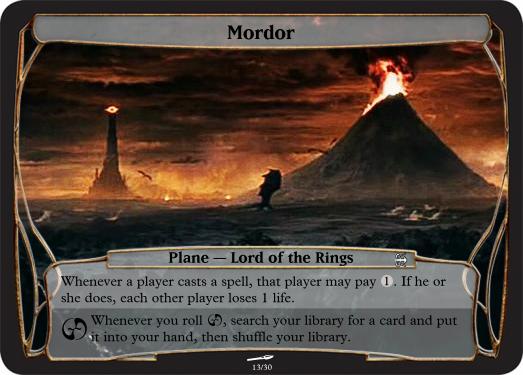 Mordor
Plane — Lord of the Rings
Whenever a player casts a spell, that player may pay 1. If he or
she does, each other player loses 1 life.
Whenever you roll , search your library for a card and put
it into your hand, then shuffle your library.
13/30